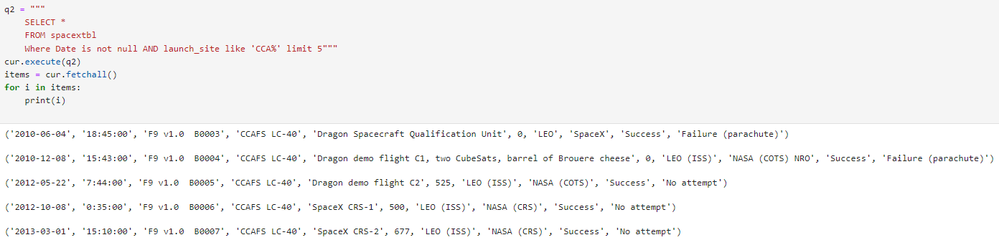 q2 = """
    SELECT *
    FROM spacextbl
    Where Date is not null AND launch_site like 'CCA%' limit 5"""
cur.execute(q2)
items = cur.fetchall()
for i in items:
    print(i)
('2010-06-04', '18:45:00', 'F9 v1.0  B0003', 'CCAFS LC-40', 'Dragon Spacecraft Qualification Unit', 0, 'LEO', 'SpaceX', 'Success', 'Failure (parachute)')
('2010-12-08', '15:43:00', 'F9 v1.0  B0004', 'CCAFS LC-40', 'Dragon demo flight C1, two CubeSats, barrel of Brouere cheese', 0, 'LEO (ISS)', 'NASA (COTS) NRO', 'Success', 'Failure (parachute)')
('2012-05-22', '7:44:00', 'F9 v1.0  B0005', 'CCAFS LC-40', 'Dragon demo flight C2', 525, 'LEO (ISS)', 'NASA (COTS)', 'Success', 'No attempt')
('2012-10-08', '0:35:00', 'F9 v1.0  B0006', 'CCAFS LC-40', 'SpaceX CRS-1', 500, 'LEO (ISS)', 'NASA (CRS)', 'Success', 'No attempt')
('2013-03-01', '15:10:00', 'F9 v1.0  B0007', 'CCAFS LC-40', 'SpaceX CRS-2', 677, 'LEO (ISS)', 'NASA (CRS)', 'Success', 'No attempt')